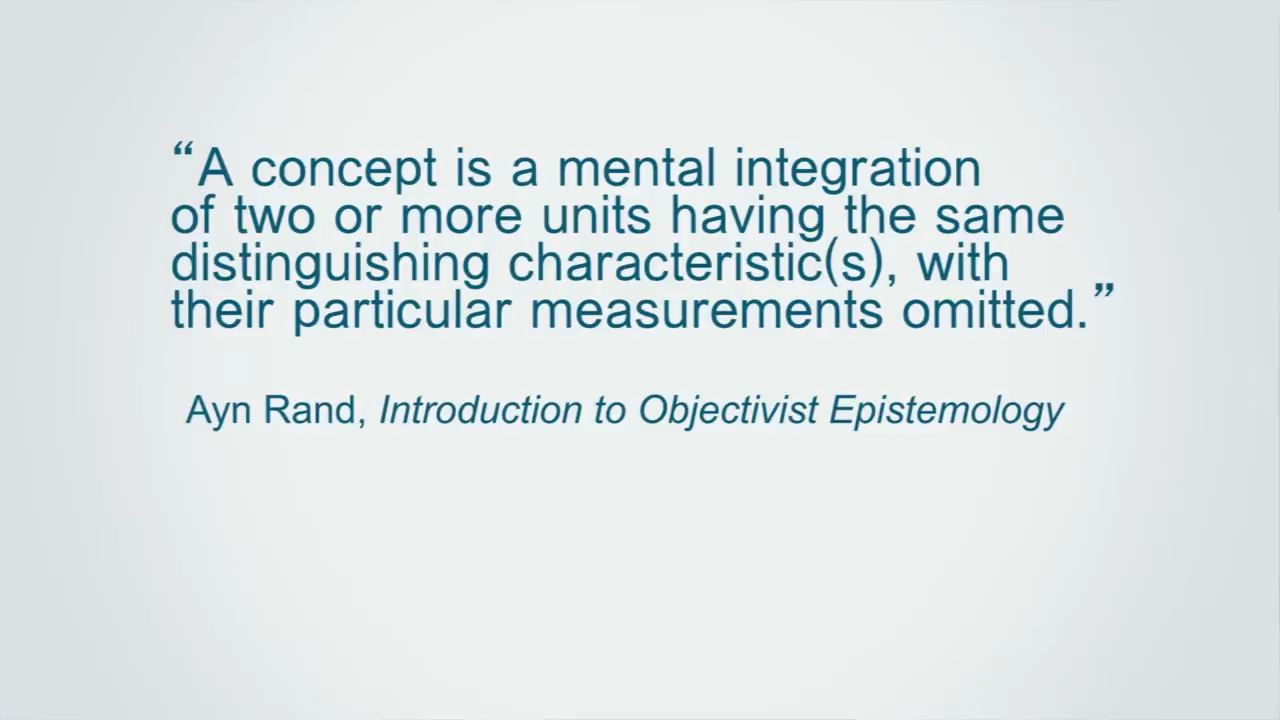 “A concept is a mental integration
of two or more units having the same
distinguishing characteristic(s), with
their particular measurements omitted.”
Ayn Rand, Introduction to Objectivist Epistemology